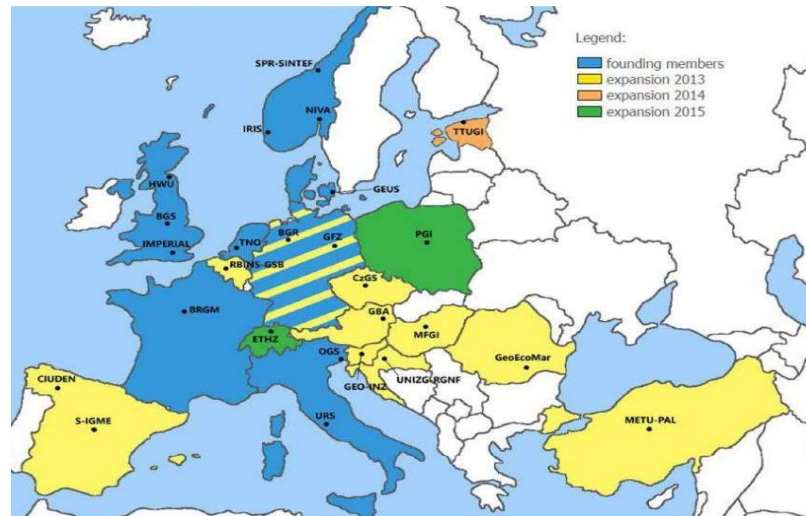 Legend:
founding members
expansion 2013
expansion 2014
expansion 2015
SPR-SINTEF
NIVA
IRIS
TTUGI
HWU
GEUS
BGS
IMPERIAL
TNO
BGR
GFZ
PGI
RBINS-GSB
CzGS
BRGM
GBA
ETHZ
MFGI
OGS
GeoEcoMar
CIUDEN
GEO-INZ
UNIZG-RGNF
S-IGME
URS
METU-PAL